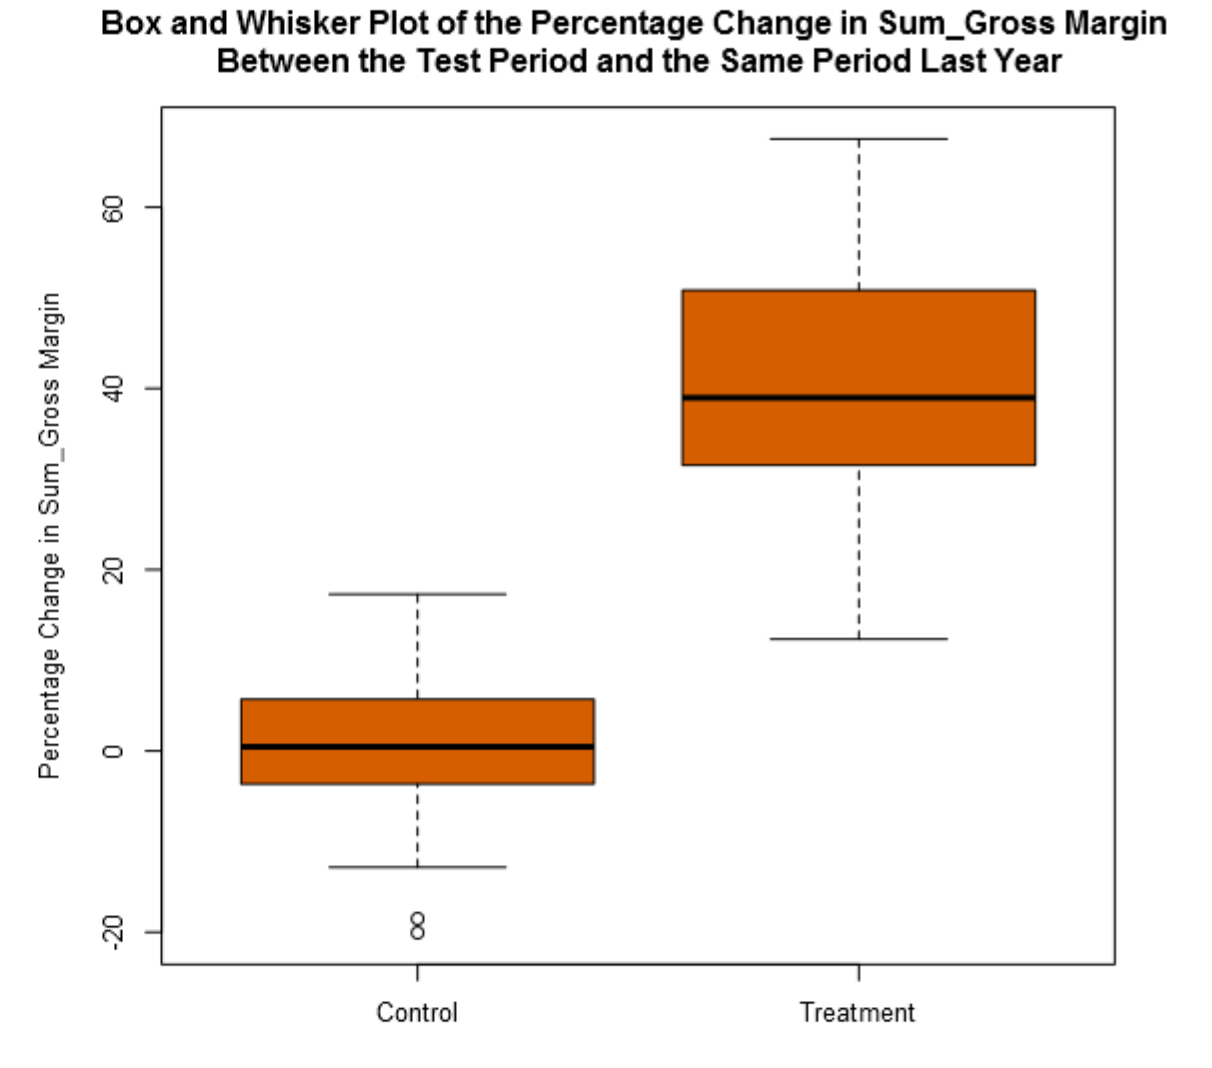 Box and Whisker Plot of the Percentage Change in Sum_Gross Margin
Between the Test Period and the Same Period Last Year
Percentage Change in Sum_Gross Margin
60
40
20
0
-20
Control
Treatment